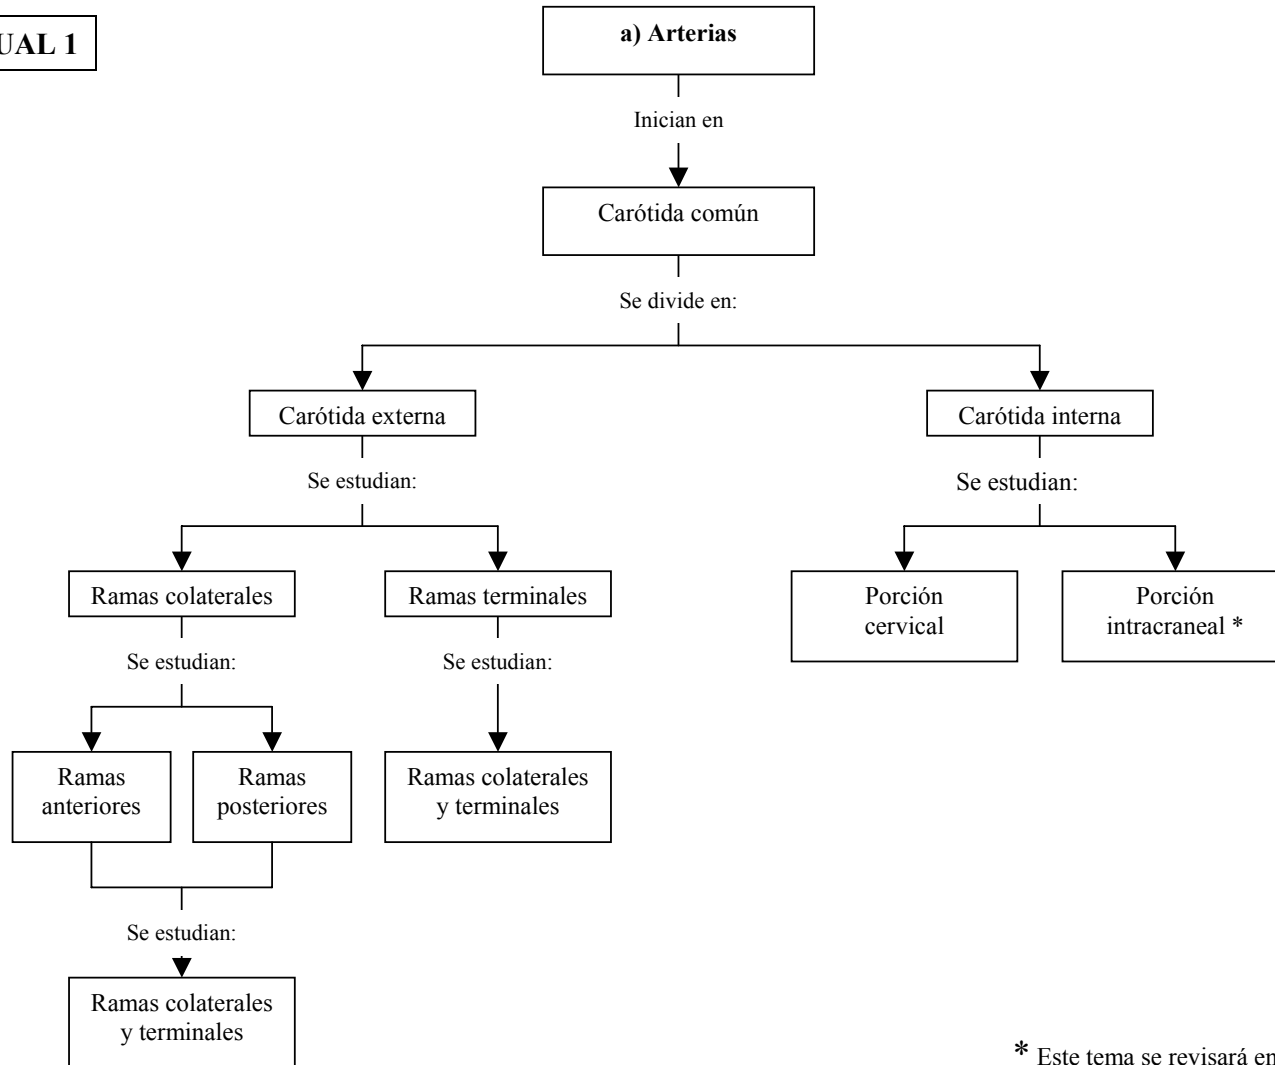 UAL 1
a) Arterias
Inician en
Carótida común
Se divide en:
Carótida externa
Carótida interna
Se estudian:
Se estudian:
Ramas colaterales
Ramas terminales
Porción
cervical
Porción
intracraneal *
Se estudian:
Se estudian:
Ramas
anteriores
Ramas
posteriores
Ramas colaterales
y terminales
Se estudian:
Ramas colaterales
y terminales
* Este tema se revisará en